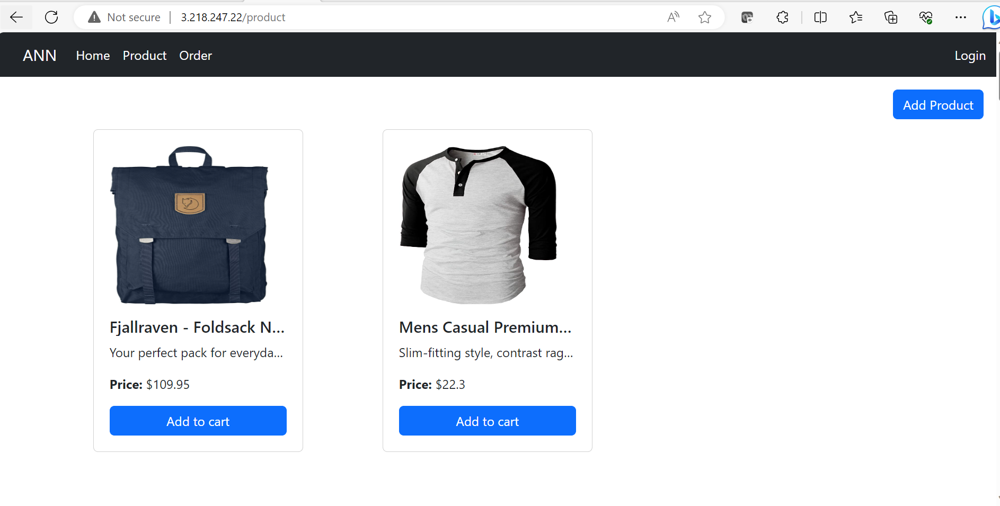 Not secure | 3.218.247.22/product
ANN Home Product Order Login
Add Product
Fjallraven - Foldsack N...
Your perfect pack for everyda...
Price: $109.95
Add to cart
Mens Casual Premium...
Slim-fitting style, contrast rag...
Price: $22.3
Add to cart